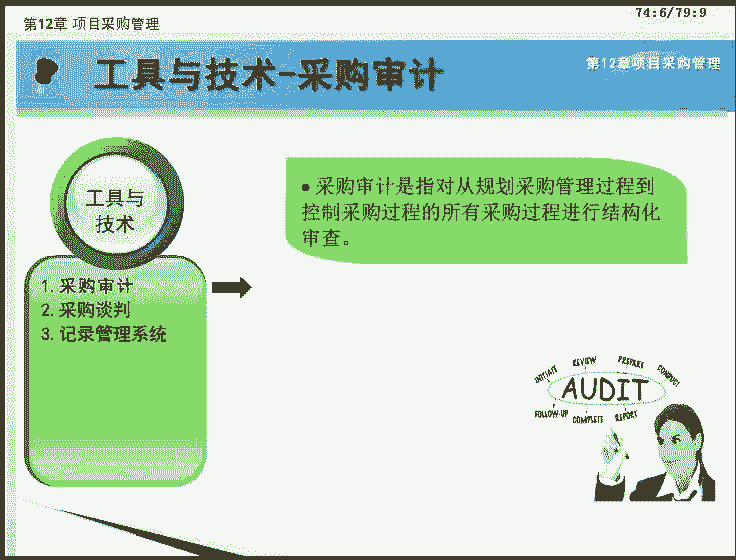 第12章 项目采购管理
74:6/79:9
工具与技术-采购审计
第12章项目采购管理
工具与
技术
1. 采购审计
2. 采购谈判
3. 记录管理系统
• 采购审计是指对从规划采购管理过程到
控制采购过程的所有采购过程进行结构化
审查。
INITIATE REVIEW PREPARE CONDUCT
AUDIT
FOLLOW-UP COMPLETE REPORT